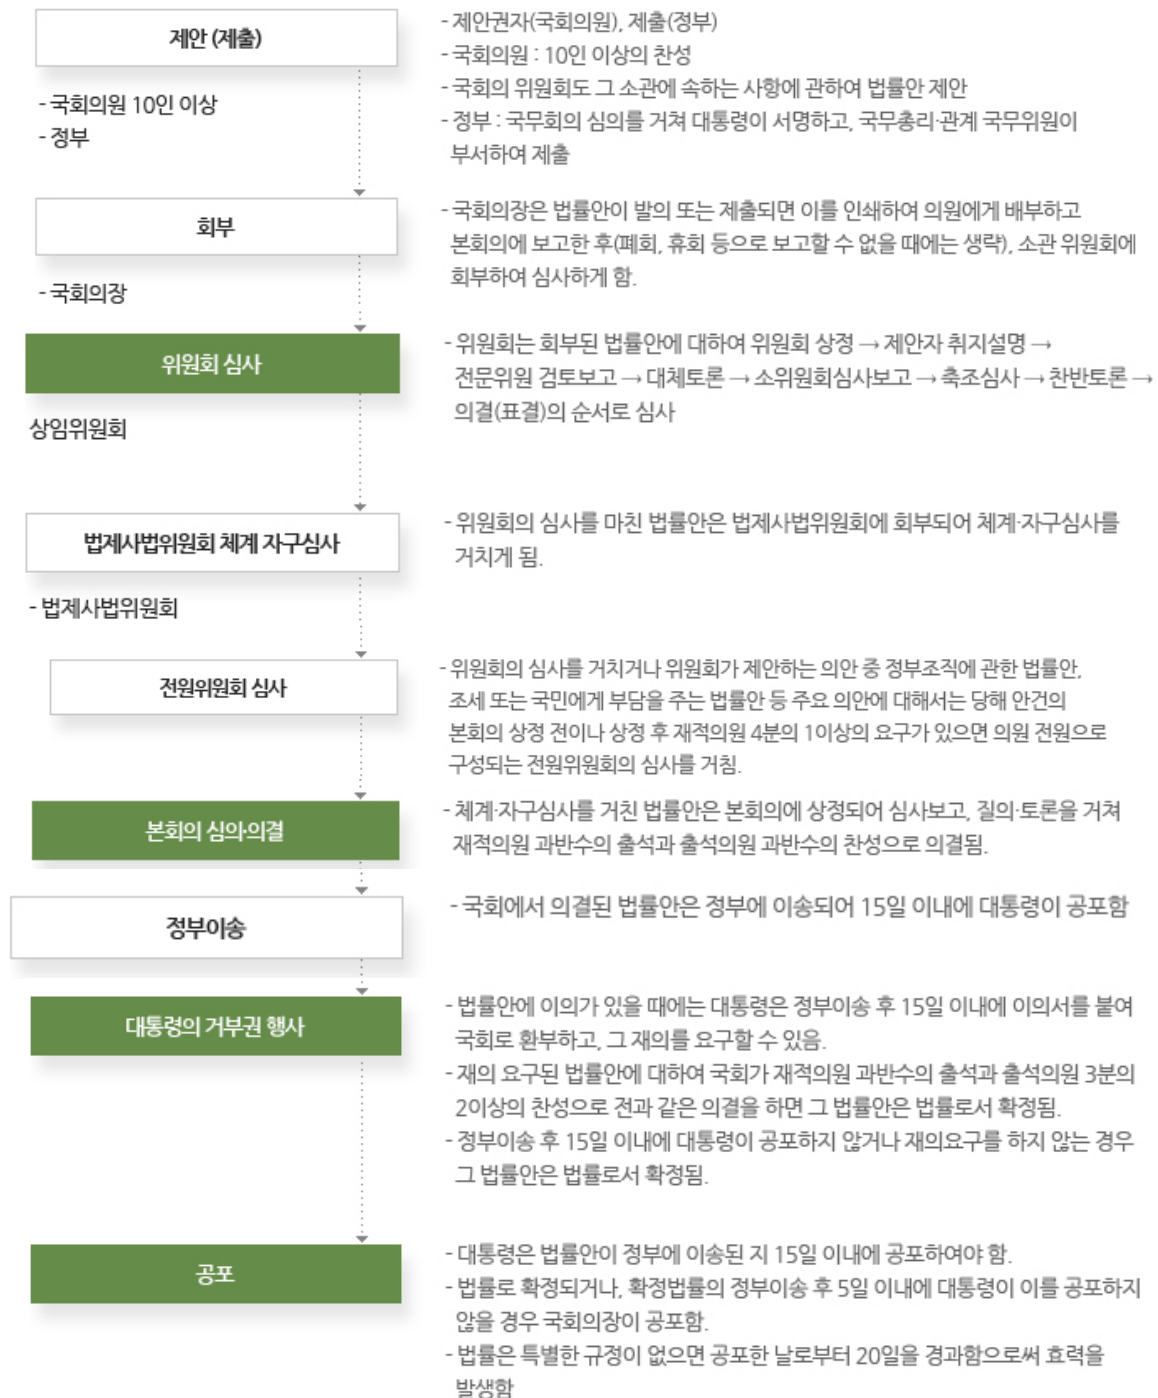 제안 (제출)
- 국회의원 10인 이상
- 정부
- 제안권자(국회의원), 제출(정부)
- 국회의원 : 10인 이상의 찬성
- 국회의 위원회도 그 소관에 속하는 사항에 관하여 법률안 제안
- 정부 : 국무회의 심의를 거쳐 대통령이 서명하고, 국무총리·관계 국무위원이
부서하여 제출
회부
- 국회의장
- 국회의장은 법률안이 발의 또는 제출되면 이를 인쇄하여 의원에게 배부하고
본회의에 보고한 후(폐회, 휴회 등으로 보고할 수 없을 때에는 생략), 소관 위원회에
회부하여 심사하게 함.
위원회 심사
상임위원회
- 위원회는 회부된 법률안에 대하여 위원회 상정 → 제안자 취지설명 →
전문위원 검토보고 → 대체토론 → 소위원회심사보고 → 축조심사 → 찬반토론 →
의결(표결)의 순서로 심사
법제사법위원회 체계 자구심사
- 법제사법위원회
- 위원회의 심사를 마친 법률안은 법제사법위원회에 회부되어 체계·자구심사를
거치게 됨.
전원위원회 심사
- 위원회의 심사를 거치거나 위원회가 제안하는 의안 중 정부조직에 관한 법률안,
조세 또는 국민에게 부담을 주는 법률안 등 주요 의안에 대해서는 당해 안건의
본회의 상정 전이나 상정 후 재적의원 4분의 1이상의 요구가 있으면 의원 전원으로
구성되는 전원위원회의 심사를 거침.
본회의 심의·의결
- 체계·자구심사를 거친 법률안은 본회의에 상정되어 심사보고, 질의·토론을 거쳐
재적의원 과반수의 출석과 출석의원 과반수의 찬성으로 의결됨.
정부이송
- 국회에서 의결된 법률안은 정부에 이송되어 15일 이내에 대통령이 공포함
대통령의 거부권 행사
- 법률안에 이의가 있을 때에는 대통령은 정부이송 후 15일 이내에 이의서를 붙여
국회로 환부하고, 그 재의를 요구할 수 있음.
- 재의 요구된 법률안에 대하여 국회가 재적의원 과반수의 출석과 출석의원 3분의
2이상의 찬성으로 전과 같은 의결을 하면 그 법률안은 법률로서 확정됨.
- 정부이송 후 15일 이내에 대통령이 공포하지 않거나 재의요구를 하지 않는 경우
그 법률안은 법률로서 확정됨.
공포
- 대통령은 법률안이 정부에 이송된 지 15일 이내에 공포하여야 함.
- 법률로 확정되거나, 확정법률의 정부이송 후 5일 이내에 대통령이 이를 공포하지
않을 경우 국회의장이 공포함.
- 법률은 특별한 규정이 없으면 공포한 날로부터 20일을 경과함으로써 효력을
발생함